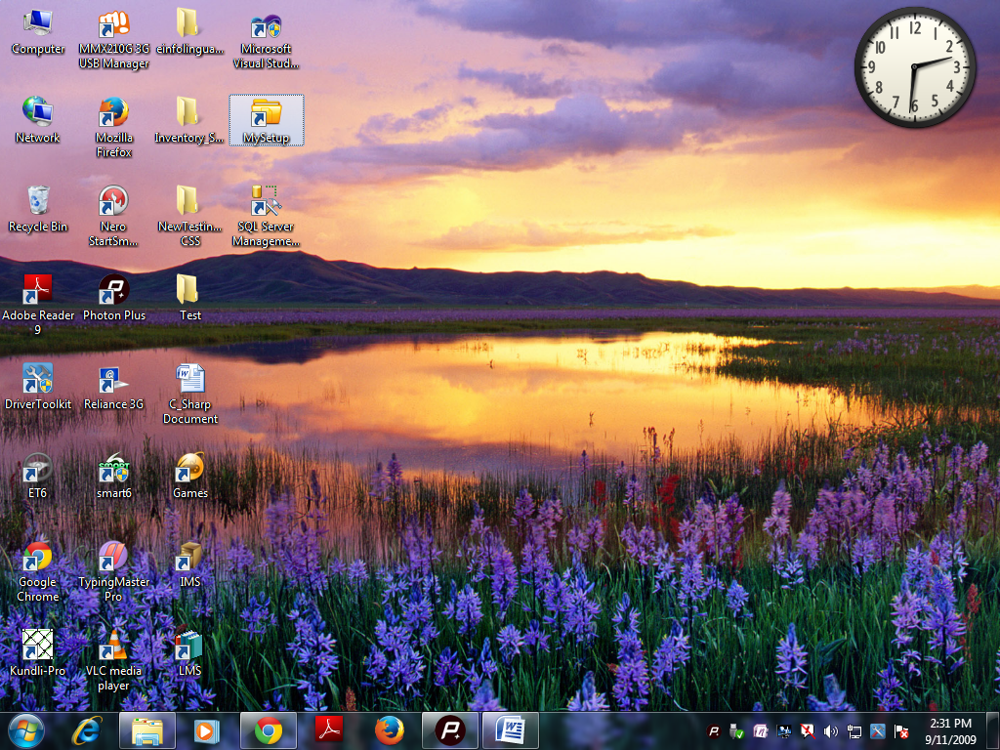 Computer
MMX210G 3G
USB Manager
einfolingua...
Microsoft
Visual Stud...
Network
Mozilla
Firefox
Inventory_S...
MySetup
Recycle Bin
Nero
StartSm...
NewTestin...
CSS
SQL Server
Manageme...
Adobe Reader
9
Photon Plus
Test
DriverToolkit
Reliance 3G
C_Sharp
Document
ET6
smart6
Games
Google
Chrome
TypingMaster
Pro
IMS
Kundli-Pro
VLC media
player
LMS
12
1
2
3
4
5
6
7
8
9
10
11
2:31 PM
9/11/2009